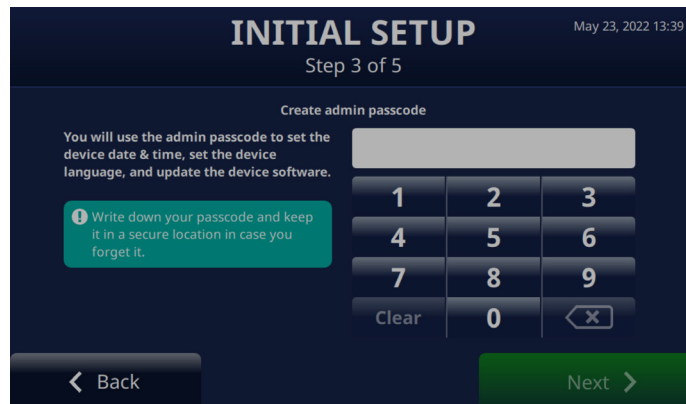 INITIAL SETUP
May 23, 2022 13:39
Step 3 of 5
Create admin passcode
You will use the admin passcode to set the
device date & time, set the device
language, and update the device software.
Write down your passcode and keep
it in a secure location in case you
forget it.
1 2 3
4 5 6
7 8 9
Clear 0
Back
Next